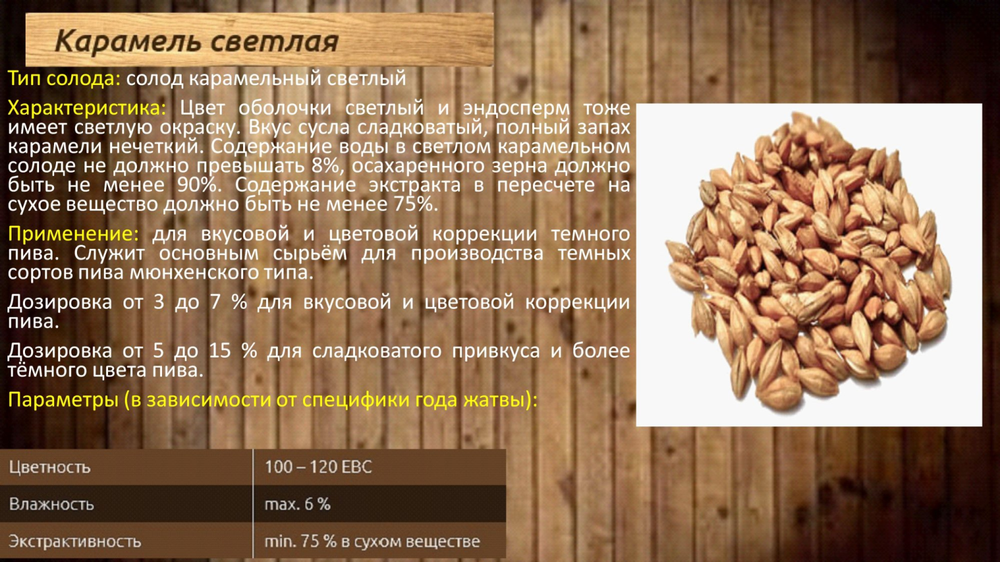 Карамель светлая
Тип солода: солод карамельный светлый
Характеристика: Цвет оболочки светлый и эндосперм тоже
имеет светлую окраску. Вкус сусла сладковатый, полный запах
карамели нечеткий. Содержание воды в светлом карамельном
солоде не должно превышать 8%, осахаренного зерна должно
быть не менее 90%. Содержание экстракта в пересчете на
сухое вещество должно быть не менее 75%.
Применение: для вкусовой и цветовой коррекции темного
пива. Служит основным сырьём для производства темных
сортов пива мюнхенского типа.
Дозировка от 3 до 7 % для вкусовой и цветовой коррекции
пива.
Дозировка от 5 до 15 % для сладковатого привкуса и более
тёмного цвета пива.
Параметры (в зависимости от специфики года жатвы):
Цветность 100 – 120 EBC
Влажность max. 6 %
Экстрактивность min. 75 % в сухом веществе